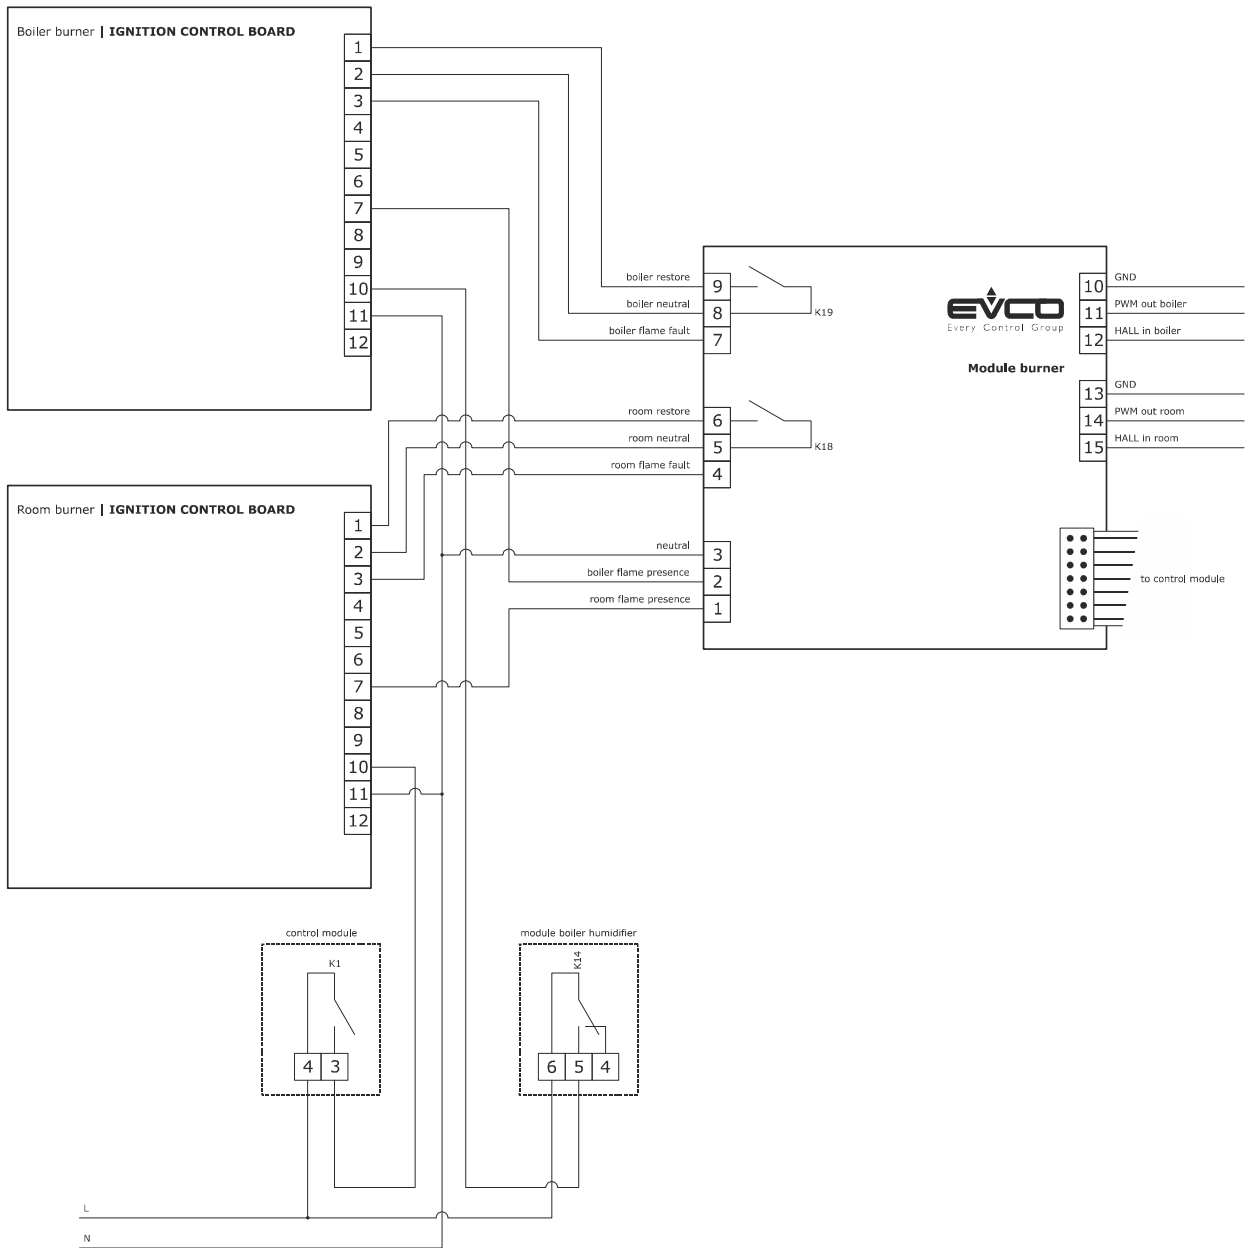 Boiler burner | IGNITION CONTROL BOARD
1
2
3
4
5
6
7
8
9
10
11
12
boiler restore
9
boiler neutral
8
K19
boiler flame fault
7
room restore
6
room neutral
5
K18
room flame fault
4
neutral
3
boiler flame presence
2
room flame presence
1
EVCO
Every Control Group
Module burner
10 GND
11 PWM out boiler
12 HALL in boiler
13 GND
14 PWM out room
15 HALL in room
to control module
Room burner | IGNITION CONTROL BOARD
1
2
3
4
5
6
7
8
9
10
11
12
control module
K1
4 3
module boiler humidifier
K14
6 5 4
L
N